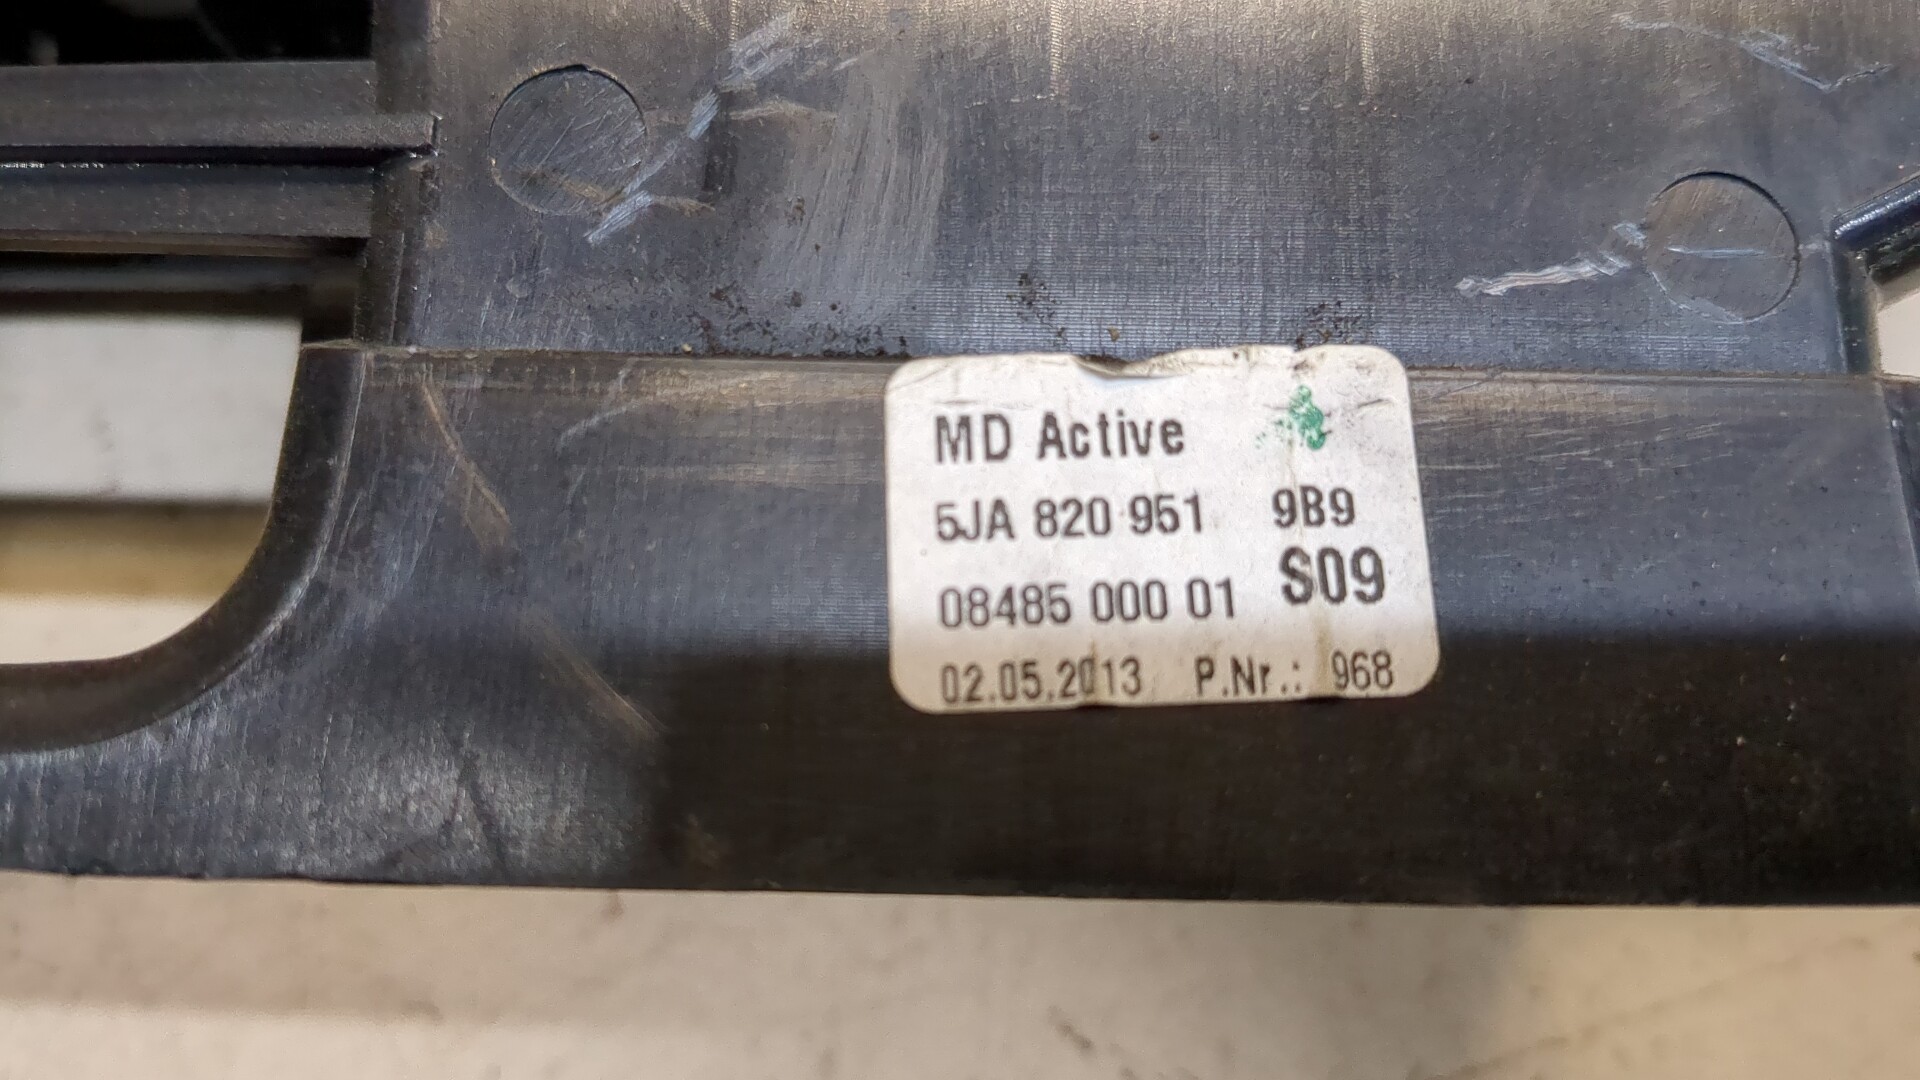 MD Active
5JA 820 951 9B9
08485 000 01 S09
02.05.2013 P.Nr.: 968